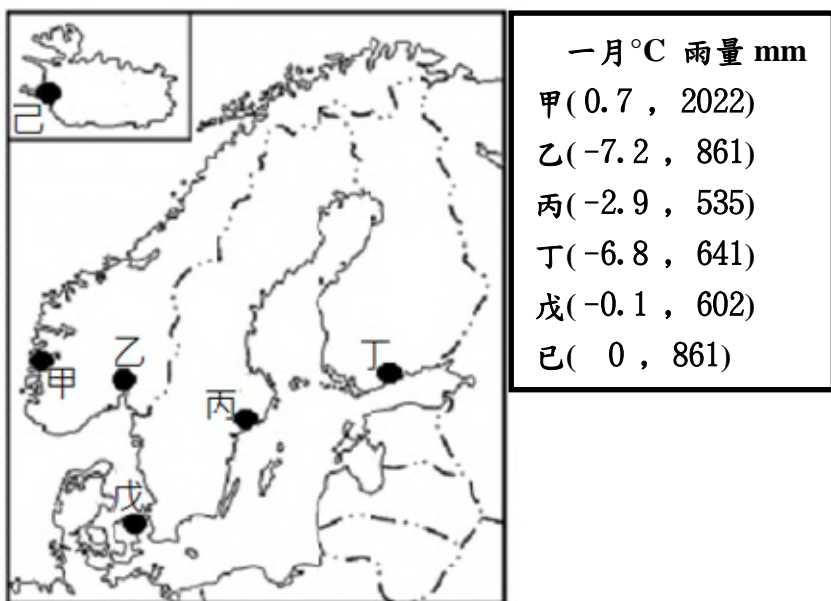 己
甲
乙
丙
丁
戊
一月°C 雨量 mm
甲( 0.7 , 2022)
乙( -7.2 , 861)
丙( -2.9 , 535)
丁( -6.8 , 641)
戊( -0.1 , 602)
已( 0 , 861)